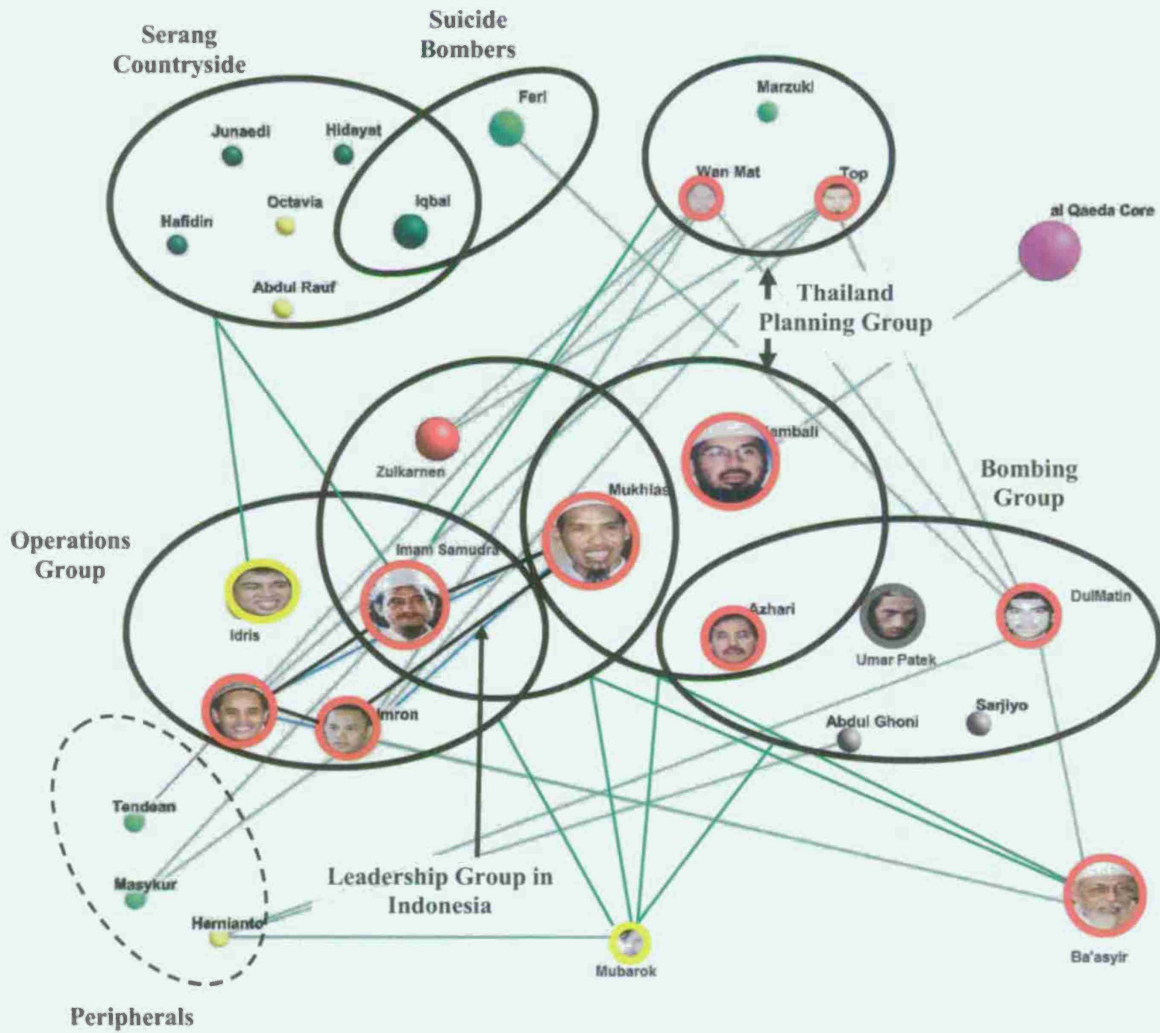 Serang
Countryside
Suicide
Bombers
Feri
Marzuki
Junaedi
Hidayat
Wan Mat
Top
Octavia
Iqbal
al Qaeda Core
Hafidin
Abdul Rauf
Thailand
Planning Group
Zulkarnen
ambali
Mukhlas
Bombing
Group
Operations
Group
Imam Samudra
Idris
Azhari
Umar Patek
DulMatin
Imron
Abdul Ghoni
Sarjiyo
Tendean
Masykur
Leadership Group in
Indonesia
Hernianto
Mubarok
Ba'asyir
Peripherals